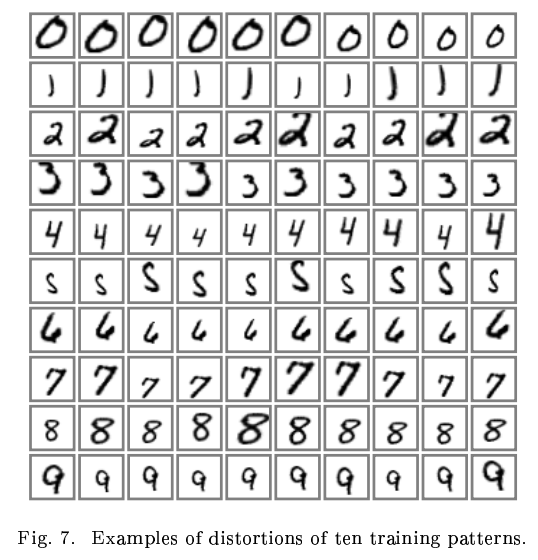 0 0 0 0 0 0 0 0 0 0
1 1 1 1 1 1 1 1 1 1
2 2 2 2 2 2 2 2 2 2
3 3 3 3 3 3 3 3 3 3
4 4 4 4 4 4 4 4 4 4
5 5 5 5 5 5 5 5 5 5
6 6 6 6 6 6 6 6 6 6
7 7 7 7 7 7 7 7 7 7
8 8 8 8 8 8 8 8 8 8
9 9 9 9 9 9 9 9 9 9
Fig. 7. Examples of distortions of ten training patterns.